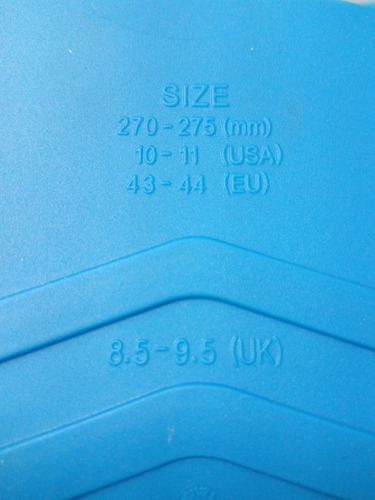 SIZE
270-275 (mm)
10-11 (USA)
43-44 (EU)
8.5-9.5 (UK)